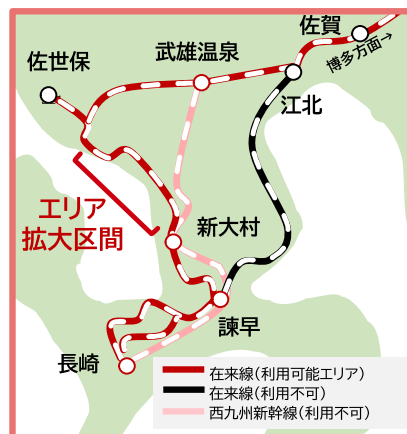 佐賀
博多方面→
武雄温泉
佐世保
江北
エリア
拡大区間
新大村
諫早
長崎
在来線(利用可能エリア)
在来線(利用不可)
西九州新幹線(利用不可)